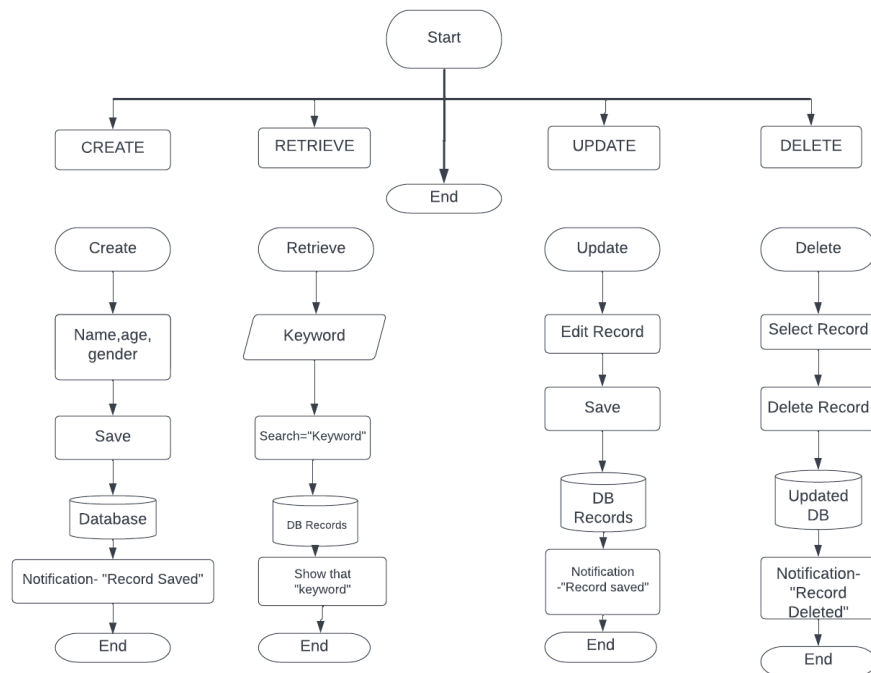 Start
CREATE
RETRIEVE
UPDATE
DELETE
End
Create
Retrieve
Update
Delete
Name,age,
gender
Keyword
Edit Record
Select Record
Save
Search="Keyword"
Save
Delete Record
Database
DB Records
DB
Records
Updated
DB
Notification- "Record Saved"
Show that
"keyword"
Notification
-"Record saved"
Notification-
"Record
Deleted"
End
End
End
End